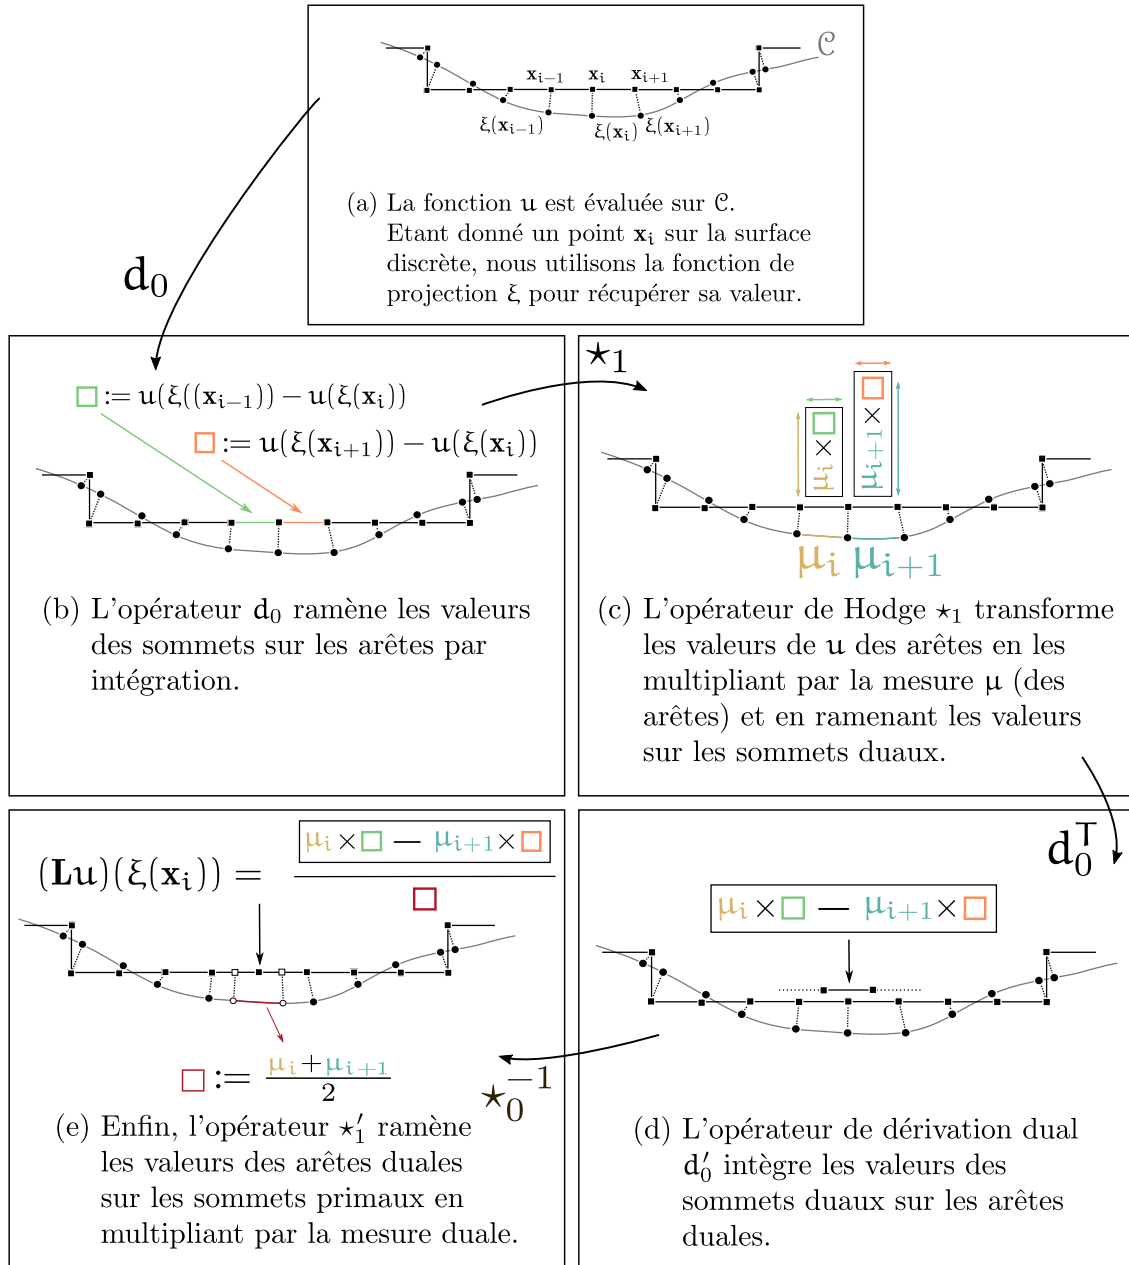 𝒞
x_{i−1} x_i x_{i+1}
ξ(x_{i−1}) ξ(x_i) ξ(x_{i+1})
(a) La fonction u est évaluée sur 𝒞.
Etant donné un point x_i sur la surface
discrète, nous utilisons la fonction de
projection ξ pour récupérer sa valeur.
d_0
□ := u(ξ((x_{i−1})) − u(ξ(x_i))
□ := u(ξ(x_{i+1})) − u(ξ(x_i))
(b) L'opérateur d_0 ramène les valeurs
des sommets sur les arêtes par
intégration.
⋆_1
μ_i × □
μ_{i+1} × □
μ_i μ_{i+1}
(c) L'opérateur de Hodge ⋆_1 transforme
les valeurs de u des arêtes en les
multipliant par la mesure μ (des
arêtes) et en ramenant les valeurs
sur les sommets duaux.
d_0^T
μ_i × □ — μ_{i+1} × □
(d) L'opérateur de dérivation dual
d'_0 intègre les valeurs des
sommets duaux sur les arêtes
duales.
⋆_0^{−1}
μ_i × □ — μ_{i+1} × □
(Lu)(ξ(x_i)) =
□
□ := \frac{μ_i + μ_{i+1}}{2}
(e) Enfin, l'opérateur ⋆'_1 ramène
les valeurs des arêtes duales
sur les sommets primaux en
multipliant par la mesure duale.